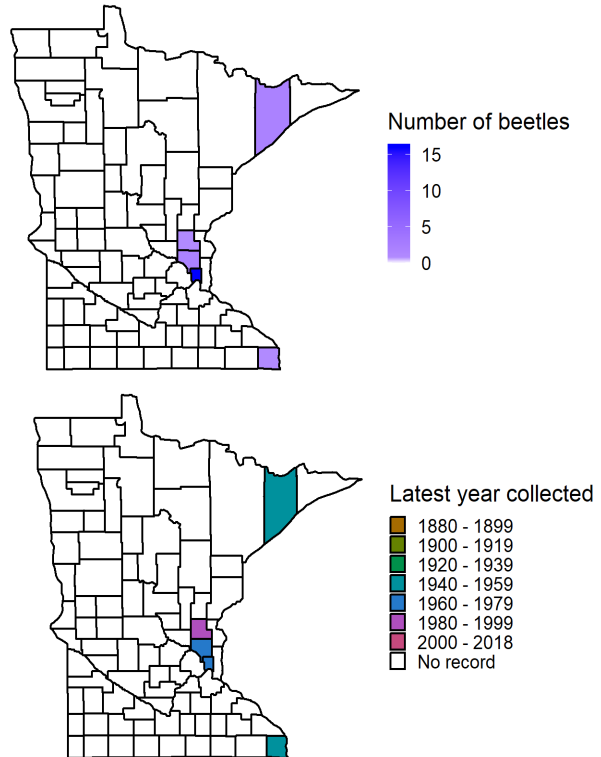 Number of beetles
15
10
5
0
Latest year collected
1880 - 1899
1900 - 1919
1920 - 1939
1940 - 1959
1960 - 1979
1980 - 1999
2000 - 2018
No record